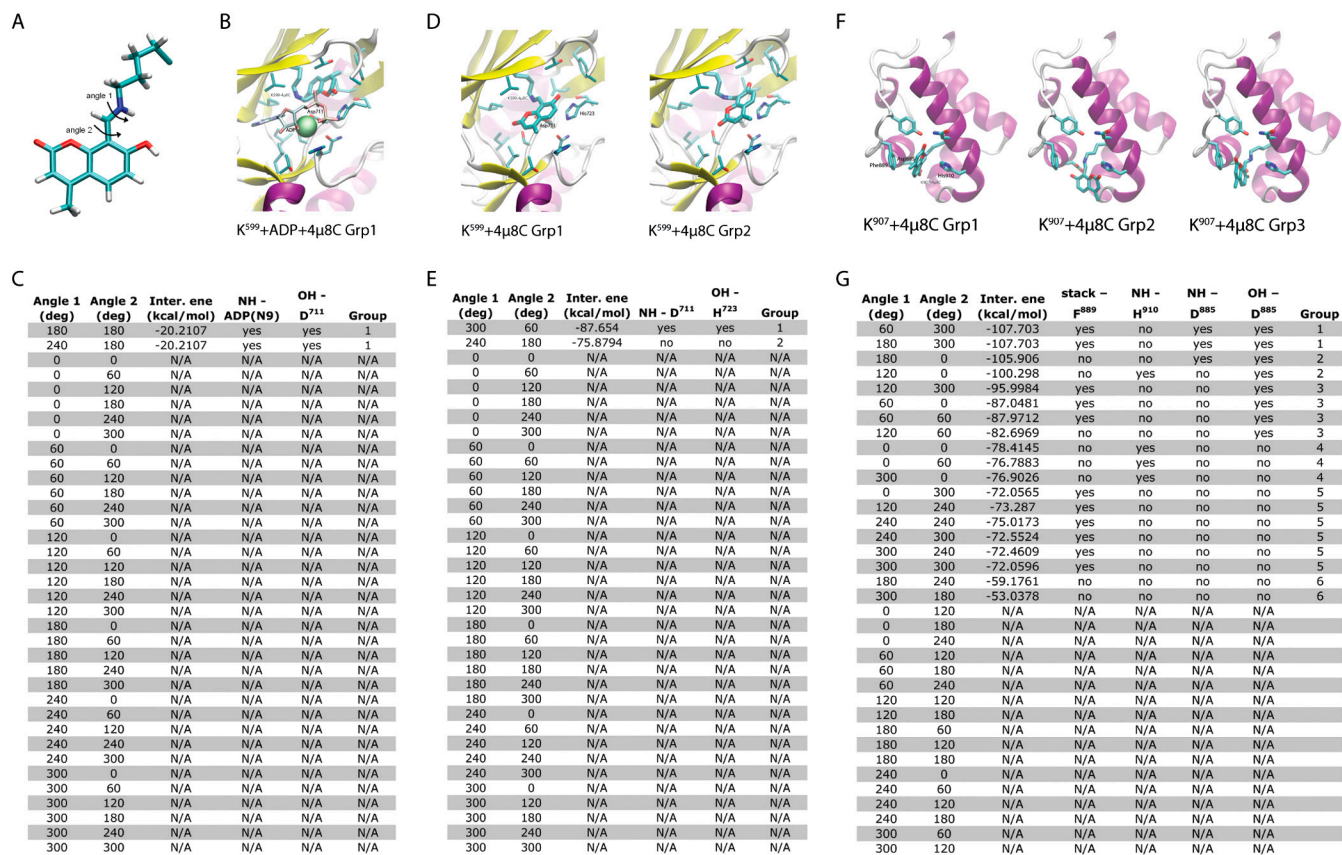 A
angle 1
angle 2
B
K599-4μ8C
Asp711
ADP
K⁵⁹⁹+ADP+4µ8C Grp1
D
K599-4μ8C
Asp711
His723
K⁵⁹⁹+4µ8C Grp1
K⁵⁹⁹+4µ8C Grp2
F
Phe889
His910
K⁹⁰⁷+4µ8C Grp1
K⁹⁰⁷+4µ8C Grp2
K⁹⁰⁷+4µ8C Grp3
C
Angle 1 (deg) Angle 2 (deg) Inter. ene (kcal/mol) NH - ADP(N9) OH - D⁷¹¹ Group
180 180 -20.2107 yes yes 1
240 180 -20.2107 yes yes 1
0 0 N/A N/A N/A N/A
0 60 N/A N/A N/A N/A
0 120 N/A N/A N/A N/A
0 180 N/A N/A N/A N/A
0 240 N/A N/A N/A N/A
0 300 N/A N/A N/A N/A
60 0 N/A N/A N/A N/A
60 60 N/A N/A N/A N/A
60 120 N/A N/A N/A N/A
60 180 N/A N/A N/A N/A
60 240 N/A N/A N/A N/A
60 300 N/A N/A N/A N/A
120 0 N/A N/A N/A N/A
120 60 N/A N/A N/A N/A
120 120 N/A N/A N/A N/A
120 180 N/A N/A N/A N/A
120 240 N/A N/A N/A N/A
120 300 N/A N/A N/A N/A
180 0 N/A N/A N/A N/A
180 60 N/A N/A N/A N/A
180 120 N/A N/A N/A N/A
180 240 N/A N/A N/A N/A
180 300 N/A N/A N/A N/A
240 0 N/A N/A N/A N/A
240 60 N/A N/A N/A N/A
240 120 N/A N/A N/A N/A
240 240 N/A N/A N/A N/A
240 300 N/A N/A N/A N/A
300 0 N/A N/A N/A N/A
300 60 N/A N/A N/A N/A
300 120 N/A N/A N/A N/A
300 180 N/A N/A N/A N/A
300 240 N/A N/A N/A N/A
300 300 N/A N/A N/A N/A
E
Angle 1 (deg) Angle 2 (deg) Inter. ene (kcal/mol) NH - D⁷¹¹ OH - H⁷²³ Group
300 60 -87.654 yes yes 1
240 180 -75.8794 no no 2
0 0 N/A N/A N/A N/A
0 60 N/A N/A N/A N/A
0 120 N/A N/A N/A N/A
0 180 N/A N/A N/A N/A
0 240 N/A N/A N/A N/A
0 300 N/A N/A N/A N/A
60 0 N/A N/A N/A N/A
60 60 N/A N/A N/A N/A
60 120 N/A N/A N/A N/A
60 180 N/A N/A N/A N/A
60 240 N/A N/A N/A N/A
60 300 N/A N/A N/A N/A
120 0 N/A N/A N/A N/A
120 60 N/A N/A N/A N/A
120 120 N/A N/A N/A N/A
120 180 N/A N/A N/A N/A
120 240 N/A N/A N/A N/A
120 300 N/A N/A N/A N/A
180 0 N/A N/A N/A N/A
180 60 N/A N/A N/A N/A
180 120 N/A N/A N/A N/A
180 180 N/A N/A N/A N/A
180 240 N/A N/A N/A N/A
180 300 N/A N/A N/A N/A
240 0 N/A N/A N/A N/A
240 60 N/A N/A N/A N/A
240 120 N/A N/A N/A N/A
240 240 N/A N/A N/A N/A
240 300 N/A N/A N/A N/A
300 0 N/A N/A N/A N/A
300 120 N/A N/A N/A N/A
300 180 N/A N/A N/A N/A
300 240 N/A N/A N/A N/A
300 300 N/A N/A N/A N/A
G
Angle 1 (deg) Angle 2 (deg) Inter. ene (kcal/mol) stack – F⁸⁸⁹ NH - H⁹¹⁰ NH – D⁸⁸⁵ OH – D⁸⁸⁵ Group
60 300 -107.703 yes no yes yes 1
180 300 -107.703 yes no yes yes 1
180 0 -105.906 no no yes yes 2
120 0 -100.298 no yes no yes 2
120 300 -95.9984 yes no no yes 3
60 0 -87.0481 yes no no yes 3
60 60 -87.9712 yes no no yes 3
120 60 -82.6969 no no no yes 3
0 0 -78.4145 no yes no no 4
0 60 -76.7883 no yes no no 4
300 0 -76.9026 no yes no no 4
0 300 -72.0565 yes no no no 5
120 240 -73.287 yes no no no 5
240 240 -75.0173 yes no no no 5
240 300 -72.5524 yes no no no 5
300 240 -72.4609 yes no no no 5
300 300 -72.0596 yes no no no 5
180 240 -59.1761 no no no no 6
300 180 -53.0378 no no no no 6
0 120 N/A N/A N/A N/A N/A
0 180 N/A N/A N/A N/A N/A
0 240 N/A N/A N/A N/A N/A
60 120 N/A N/A N/A N/A N/A
60 180 N/A N/A N/A N/A N/A
60 240 N/A N/A N/A N/A N/A
120 120 N/A N/A N/A N/A N/A
120 180 N/A N/A N/A N/A N/A
180 60 N/A N/A N/A N/A N/A
180 120 N/A N/A N/A N/A N/A
180 180 N/A N/A N/A N/A N/A
240 0 N/A N/A N/A N/A N/A
240 60 N/A N/A N/A N/A N/A
240 120 N/A N/A N/A N/A N/A
240 180 N/A N/A N/A N/A N/A
300 60 N/A N/A N/A N/A N/A
300 120 N/A N/A N/A N/A N/A